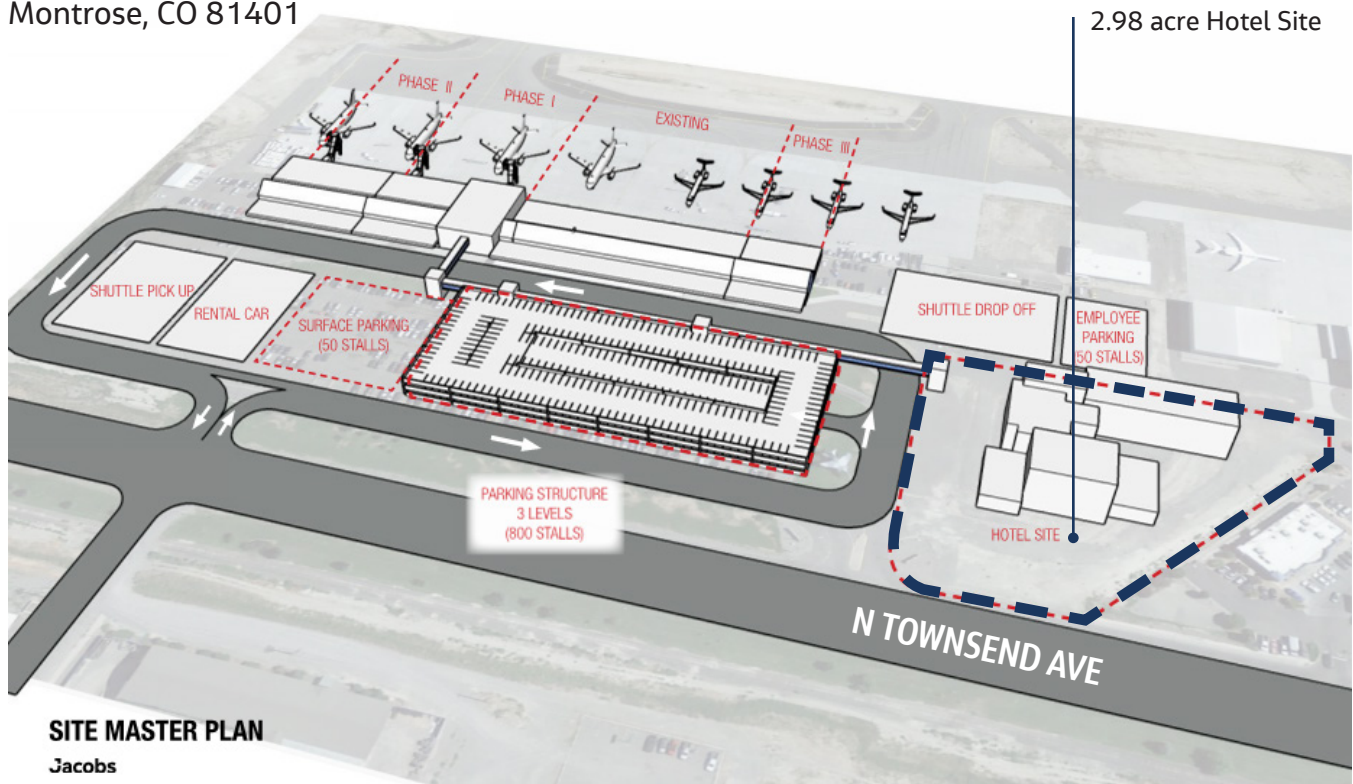 Montrose, CO 81401
2.98 acre Hotel Site
PHASE II
PHASE I
EXISTING
PHASE III
SHUTTLE PICK UP
RENTAL CAR
SURFACE PARKING
(50 STALLS)
SHUTTLE DROP OFF
EMPLOYEE
PARKING
(50 STALLS)
PARKING STRUCTURE
3 LEVELS
(800 STALLS)
HOTEL SITE
N TOWNSEND AVE
SITE MASTER PLAN
Jacobs